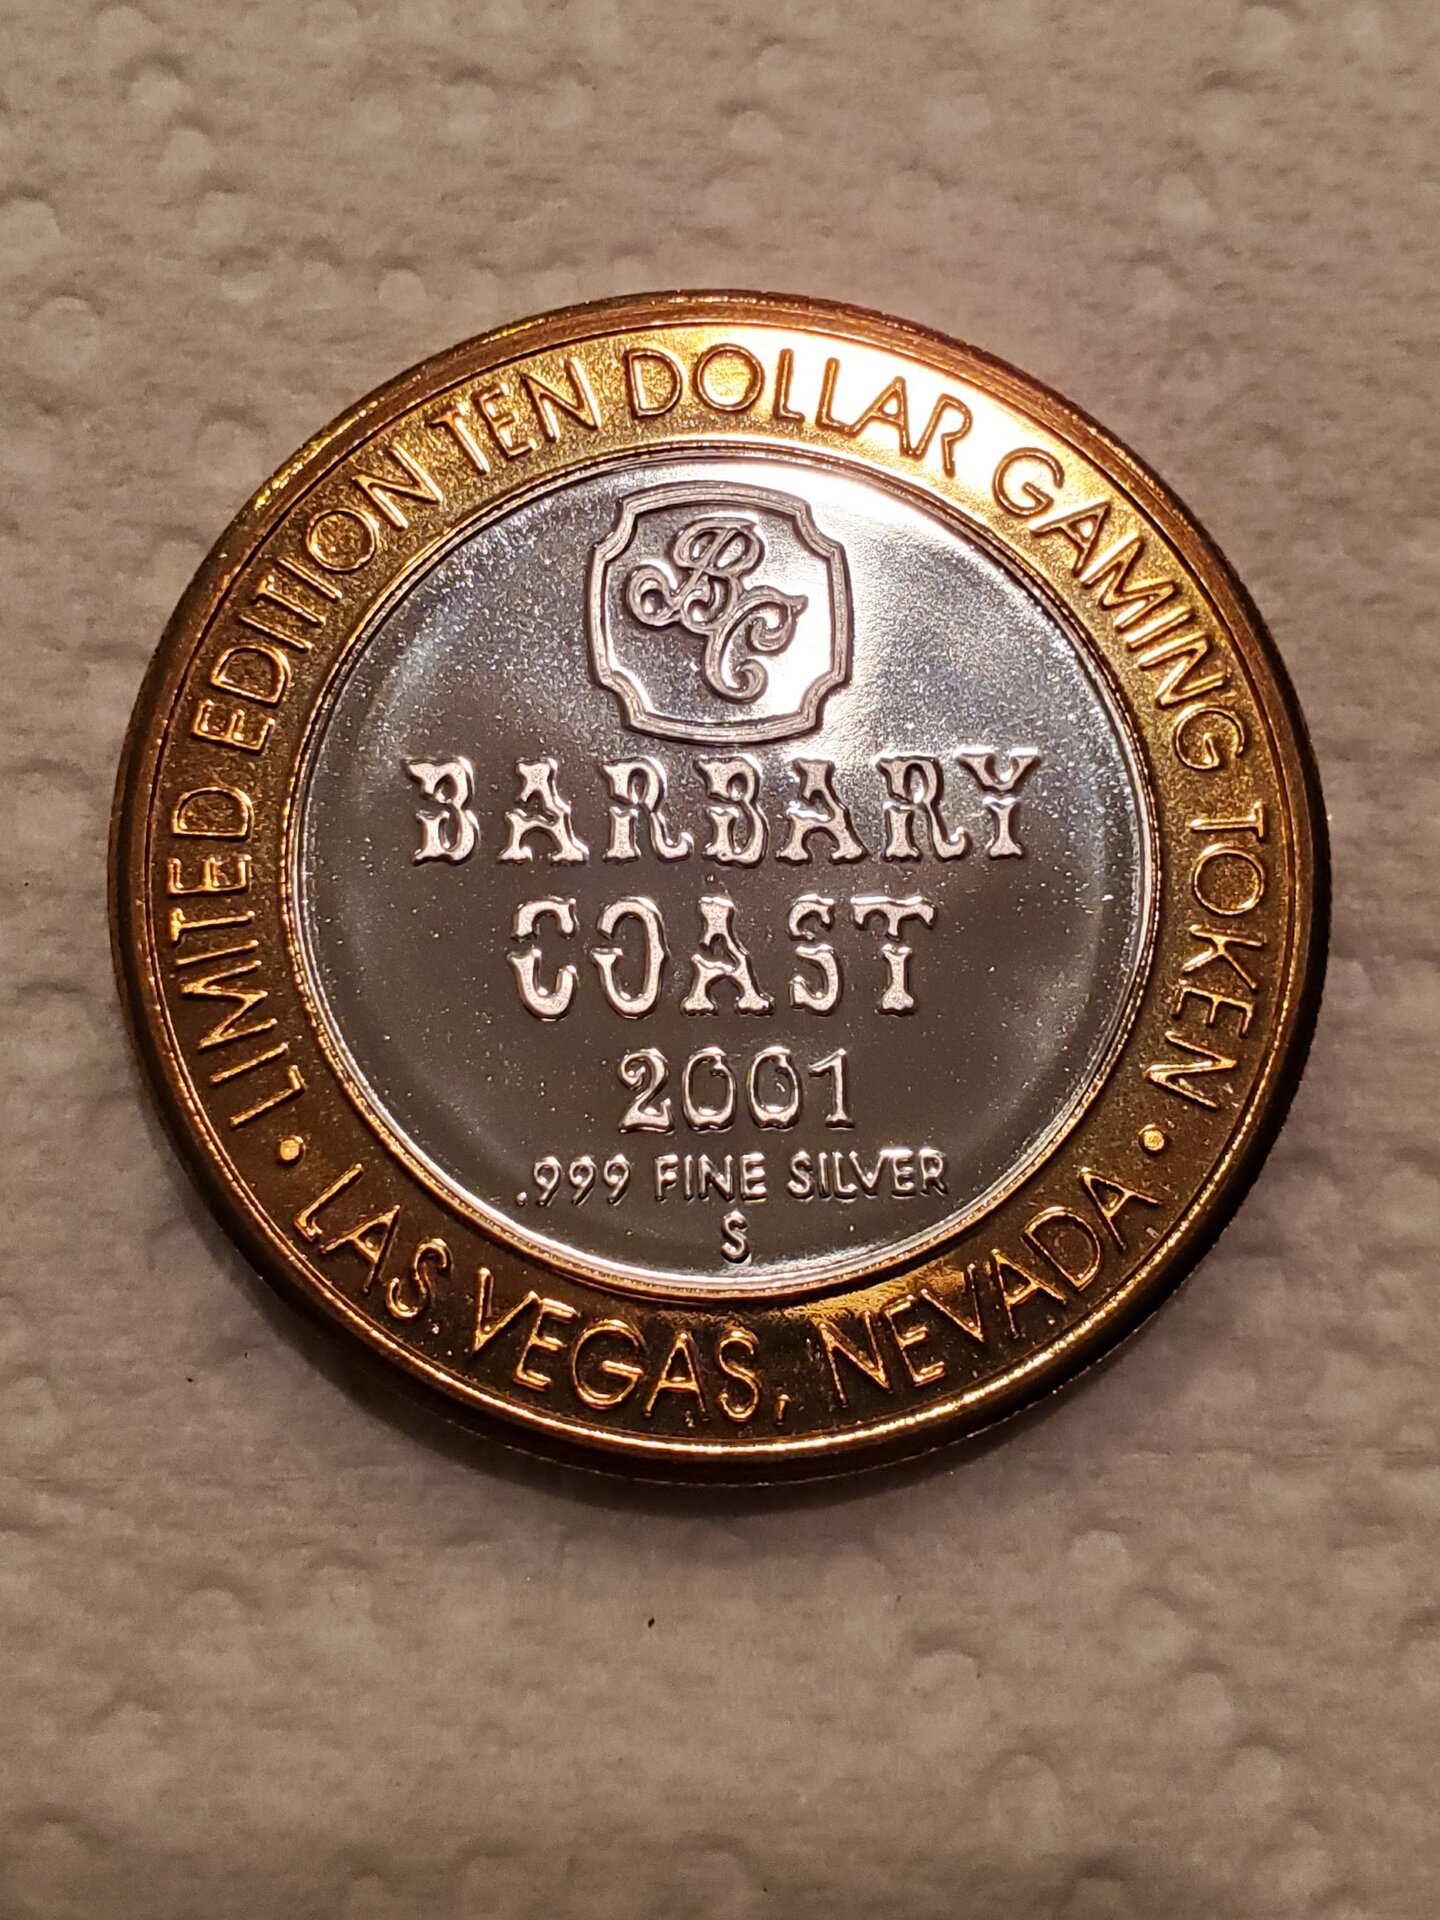 LIMITED EDITION TEN DOLLAR GAMING TOKEN
BC
BARBARY
COAST
2001
.999 FINE SILVER
S
• LAS VEGAS, NEVADA •